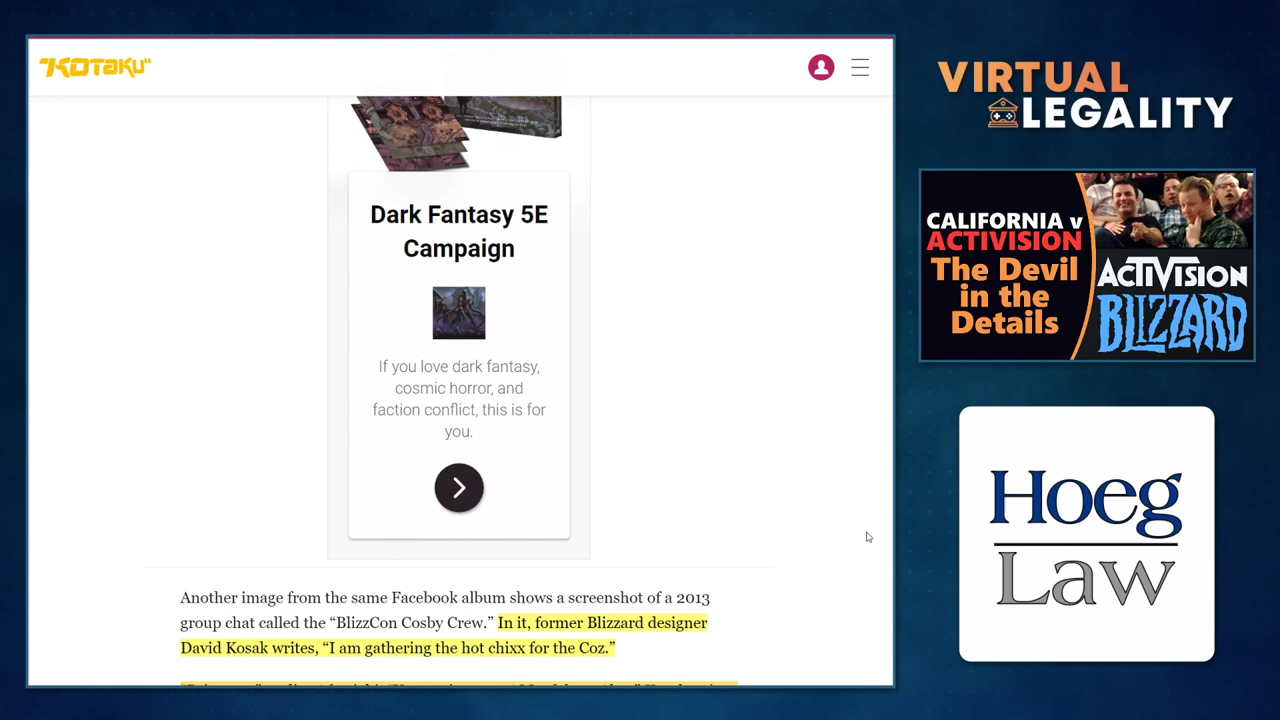 KOTAKU
Dark Fantasy 5E
Campaign
If you love dark fantasy,
cosmic horror, and
faction conflict, this is for
you.
Another image from the same Facebook album shows a screenshot of a 2013
group chat called the “BlizzCon Cosby Crew.” In it, former Blizzard designer
David Kosak writes, “I am gathering the hot chixx for the Coz.”
VIRTUAL
LEGALITY
CALIFORNIA v
ACTIVISION
The Devil
in the
Details
ACTIVISION
BLIZZARD
Hoeg
Law